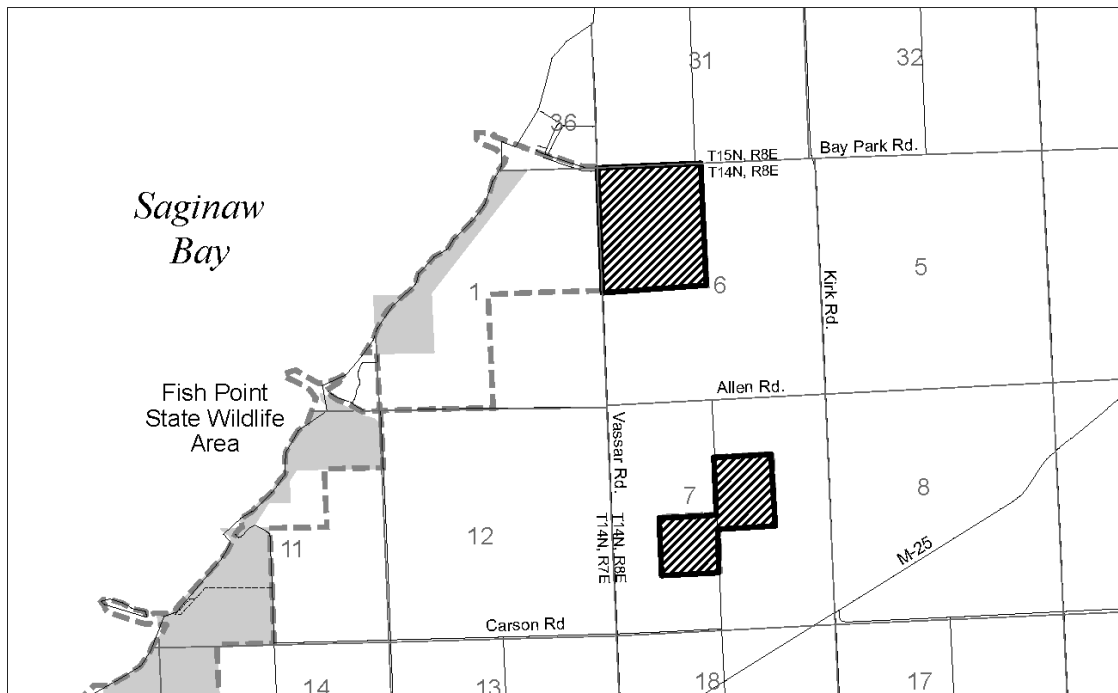 31
32
36
T15N, R8E
Bay Park Rd.
T14N, R8E
Saginaw
Bay
1
6
5
Kirk Rd.
Fish Point
State Wildlife
Area
Allen Rd.
Vassar Rd.
7
8
11
12
T14N, R7E
T14N, R8E
M-25
Carson Rd
14
13
18
17